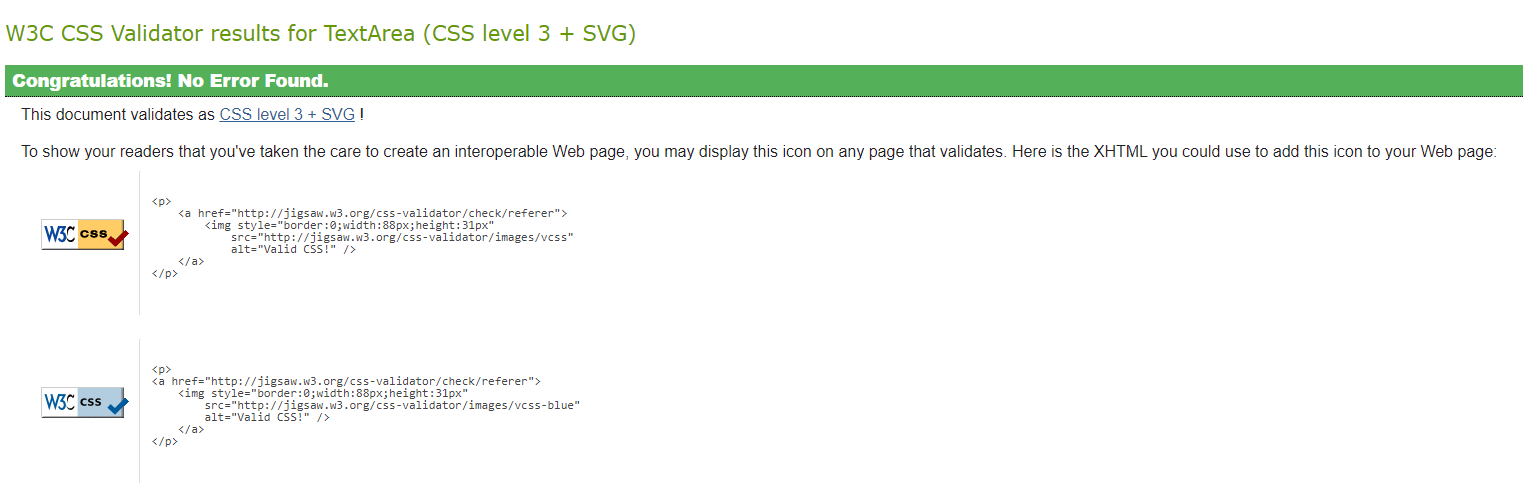 W3C CSS Validator results for TextArea (CSS level 3 + SVG)
Congratulations! No Error Found.
This document validates as CSS level 3 + SVG !
To show your readers that you've taken the care to create an interoperable Web page, you may display this icon on any page that validates. Here is the XHTML you could use to add this icon to your Web page:
W3C css
<p>
<a href="http://jigsaw.w3.org/css-validator/check/referer">
<img style="border:0;width:88px;height:31px"
src="http://jigsaw.w3.org/css-validator/images/vcss"
alt="Valid CSS!" />
</a>
</p>
W3C css
<p>
<a href="http://jigsaw.w3.org/css-validator/check/referer">
<img style="border:0;width:88px;height:31px"
src="http://jigsaw.w3.org/css-validator/images/vcss-blue"
alt="Valid CSS!" />
</a>
</p>